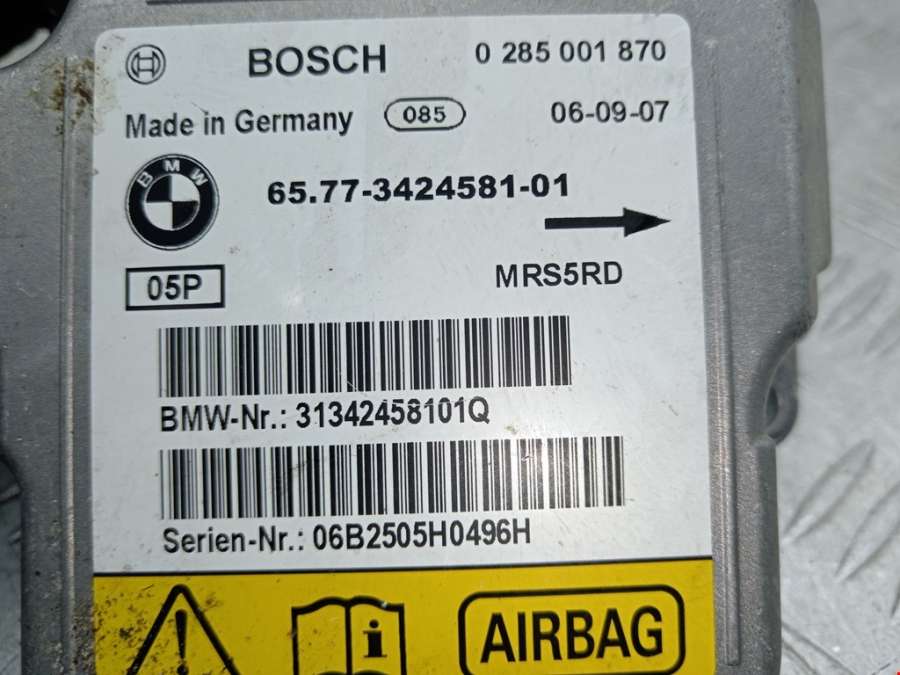 BOSCH 0 285 001 870
Made in Germany 085 06-09-07
BMW
65.77-3424581-01
05P MRS5RD
BMW-Nr.: 31342458101Q
Serien-Nr.: 06B2505H0496H
i
AIRBAG